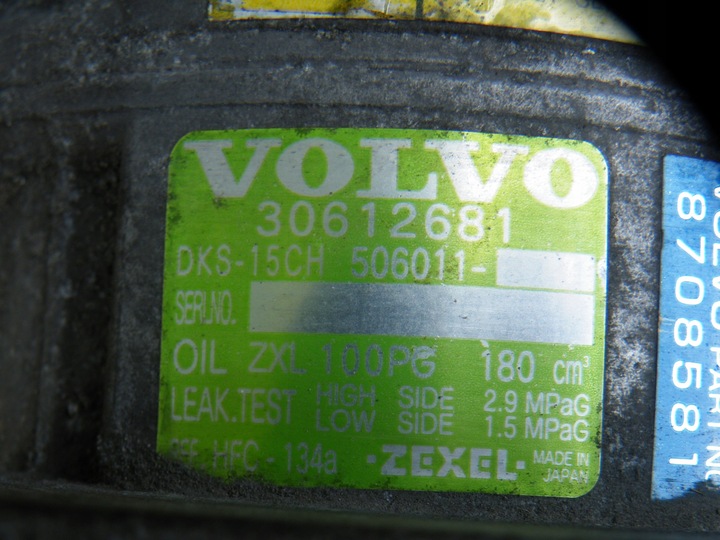 VOLVO
30612681
DKS-15CH 506011-
SERI.NO.
OIL ZXL 100PG 180 cm³
LEAK.TEST HIGH SIDE 2.9 MPaG
LOW SIDE 1.5 MPaG
REF. HFC-134a ·ZEXEL· MADE IN
JAPAN
VOLVO PART NO
8708581